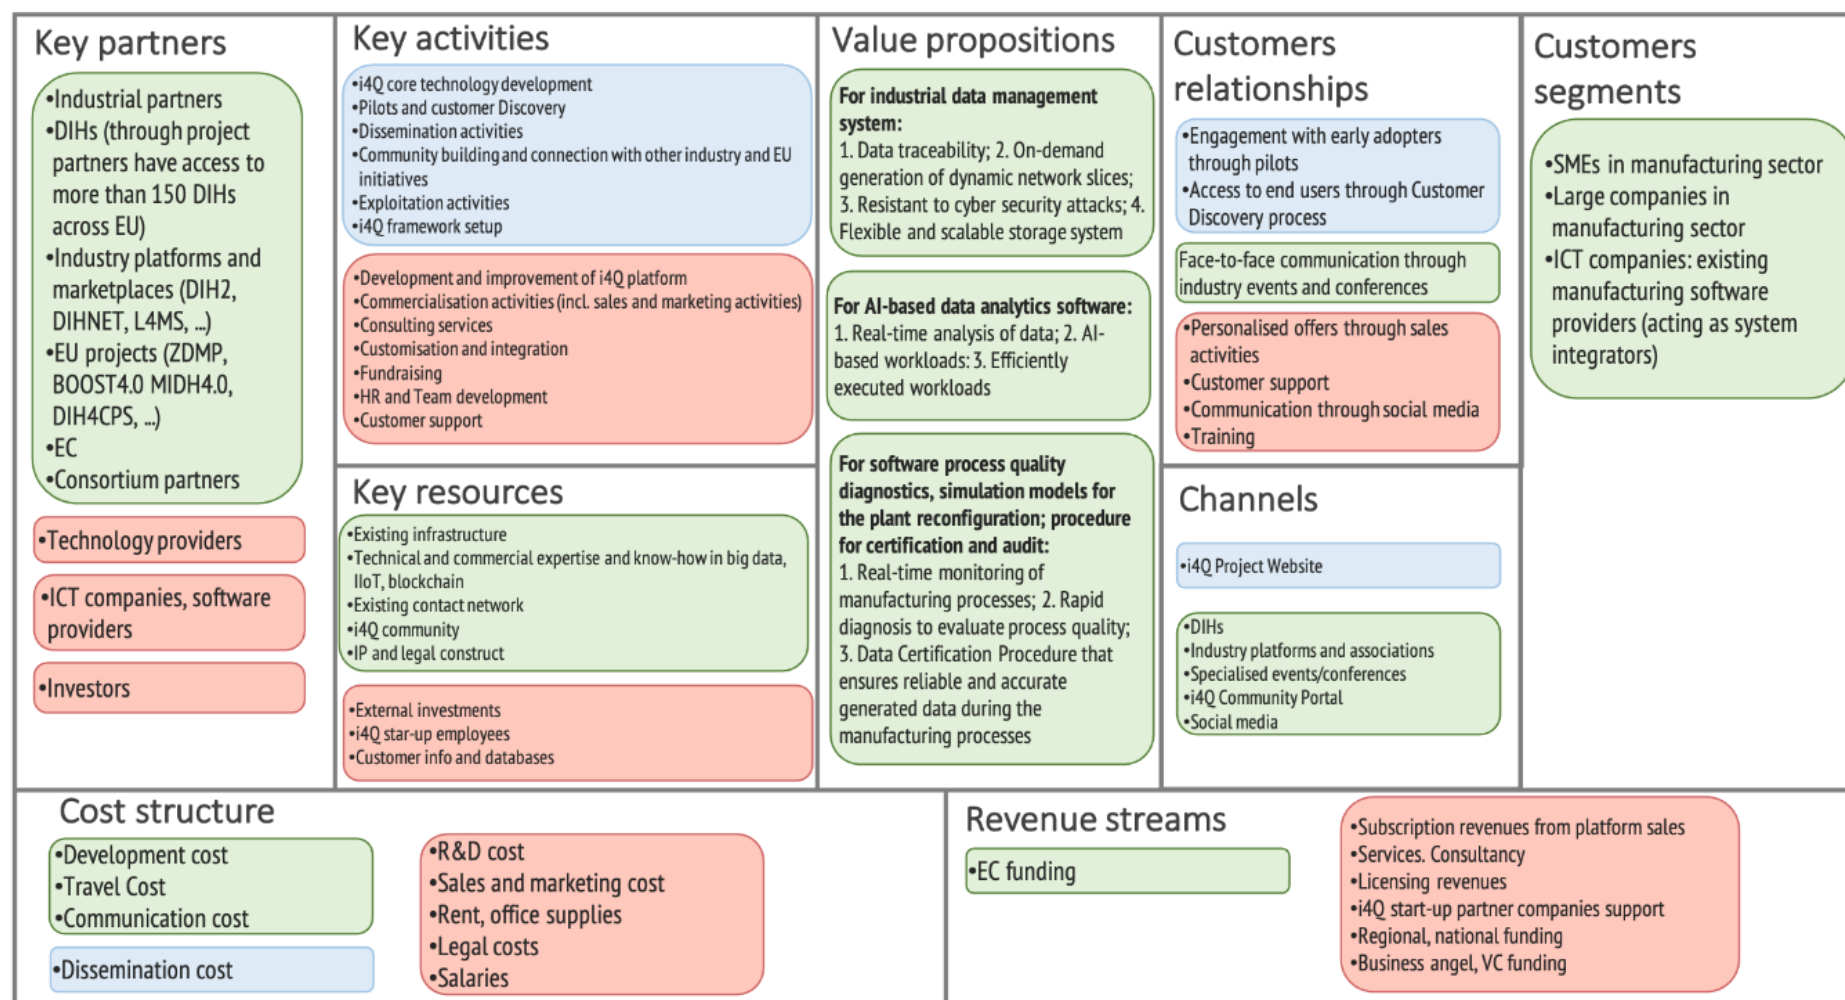 Key partners
•Industrial partners
•DIHs (through project
partners have access to
more than 150 DIHs
across EU)
•Industry platforms and
marketplaces (DIH2,
DIHNET, L4MS, ...)
•EU projects (ZDMP,
BOOST4.0 MIDH4.0,
DIH4CPS, ...)
•EC
•Consortium partners
•Technology providers
•ICT companies, software
providers
•Investors
Key activities
•i4Q core technology development
•Pilots and customer Discovery
•Dissemination activities
•Community building and connection with other industry and EU
initiatives
•Exploitation activities
•i4Q framework setup
•Development and improvement of i4Q platform
•Commercialisation activities (incl. sales and marketing activities)
•Consulting services
•Customisation and integration
•Fundraising
•HR and Team development
•Customer support
Key resources
•Existing infrastructure
•Technical and commercial expertise and know-how in big data,
IIoT, blockchain
•Existing contact network
•i4Q community
•IP and legal construct
•External investments
•i4Q start-up employees
•Customer info and databases
Value propositions
For industrial data management
system:
1. Data traceability; 2. On-demand
generation of dynamic network slices;
3. Resistant to cyber security attacks; 4.
Flexible and scalable storage system
For AI-based data analytics software:
1. Real-time analysis of data; 2. AI-
based workloads: 3. Efficiently
executed workloads
For software process quality
diagnostics, simulation models for
the plant reconfiguration; procedure
for certification and audit:
1. Real-time monitoring of
manufacturing processes; 2. Rapid
diagnosis to evaluate process quality;
3. Data Certification Procedure that
ensures reliable and accurate
generated data during the
manufacturing processes
Customers
relationships
•Engagement with early adopters
through pilots
•Access to end users through Customer
Discovery process
Face-to-face communication through
industry events and conferences
•Personalised offers through sales
activities
•Customer support
•Communication through social media
•Training
Channels
•i4Q Project Website
•DIHs
•Industry platforms and associations
•Specialised events/conferences
•i4Q Community Portal
•Social media
Customers
segments
•SMEs in manufacturing sector
•Large companies in
manufacturing sector
•ICT companies: existing
manufacturing software
providers (acting as system
integrators)
Cost structure
•Development cost
•Travel Cost
•Communication cost
•Dissemination cost
•R&D cost
•Sales and marketing cost
•Rent, office supplies
•Legal costs
•Salaries
Revenue streams
•EC funding
•Subscription revenues from platform sales
•Services. Consultancy
•Licensing revenues
•i4Q start-up partner companies support
•Regional, national funding
•Business angel, VC funding